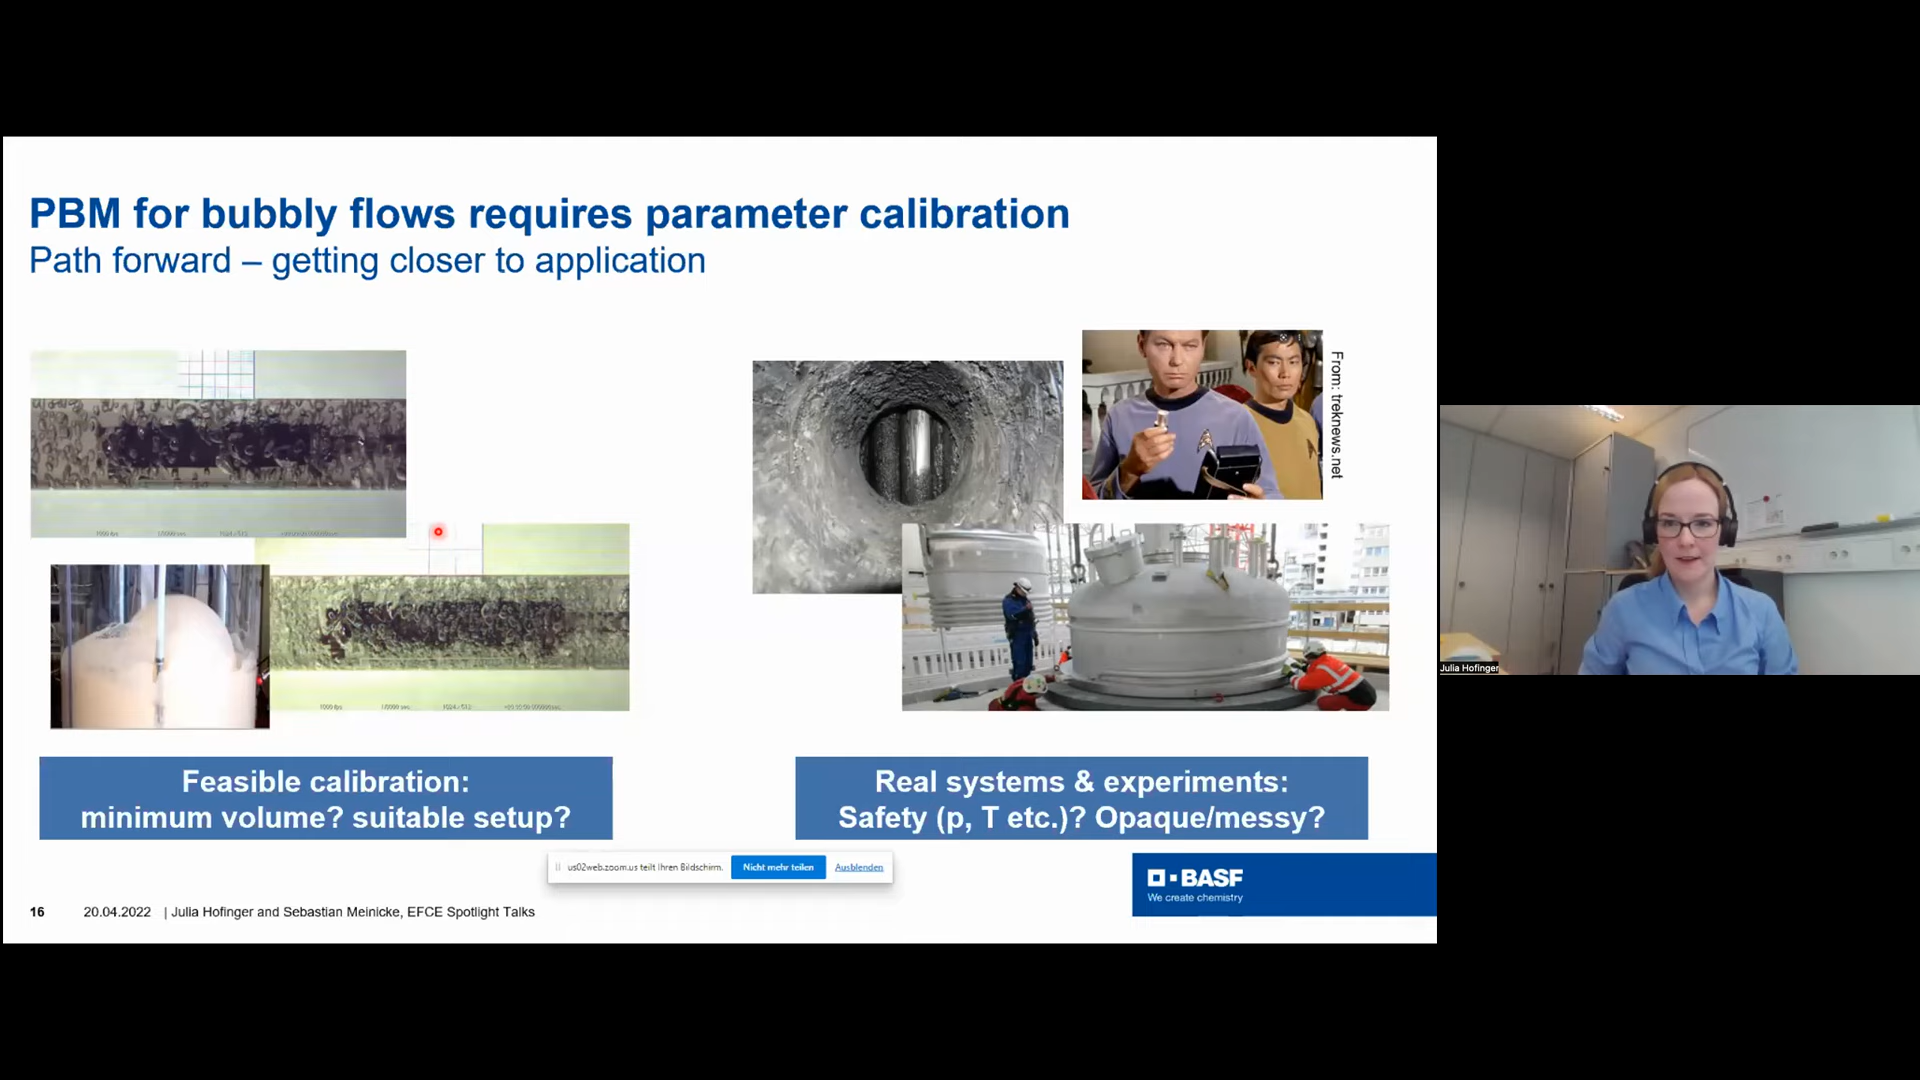 PBM for bubbly flows requires parameter calibration
Path forward – getting closer to application
From: treknews.net
Feasible calibration:
minimum volume? suitable setup?
Real systems & experiments:
Safety (p, T etc.)? Opaque/messy?
us02web.zoom.us teilt Ihren Bildschirm. Nicht mehr teilen Ausblenden
BASF
We create chemistry
16 20.04.2022 | Julia Hofinger and Sebastian Meinicke, EFCE Spotlight Talks
Julia Hofinger